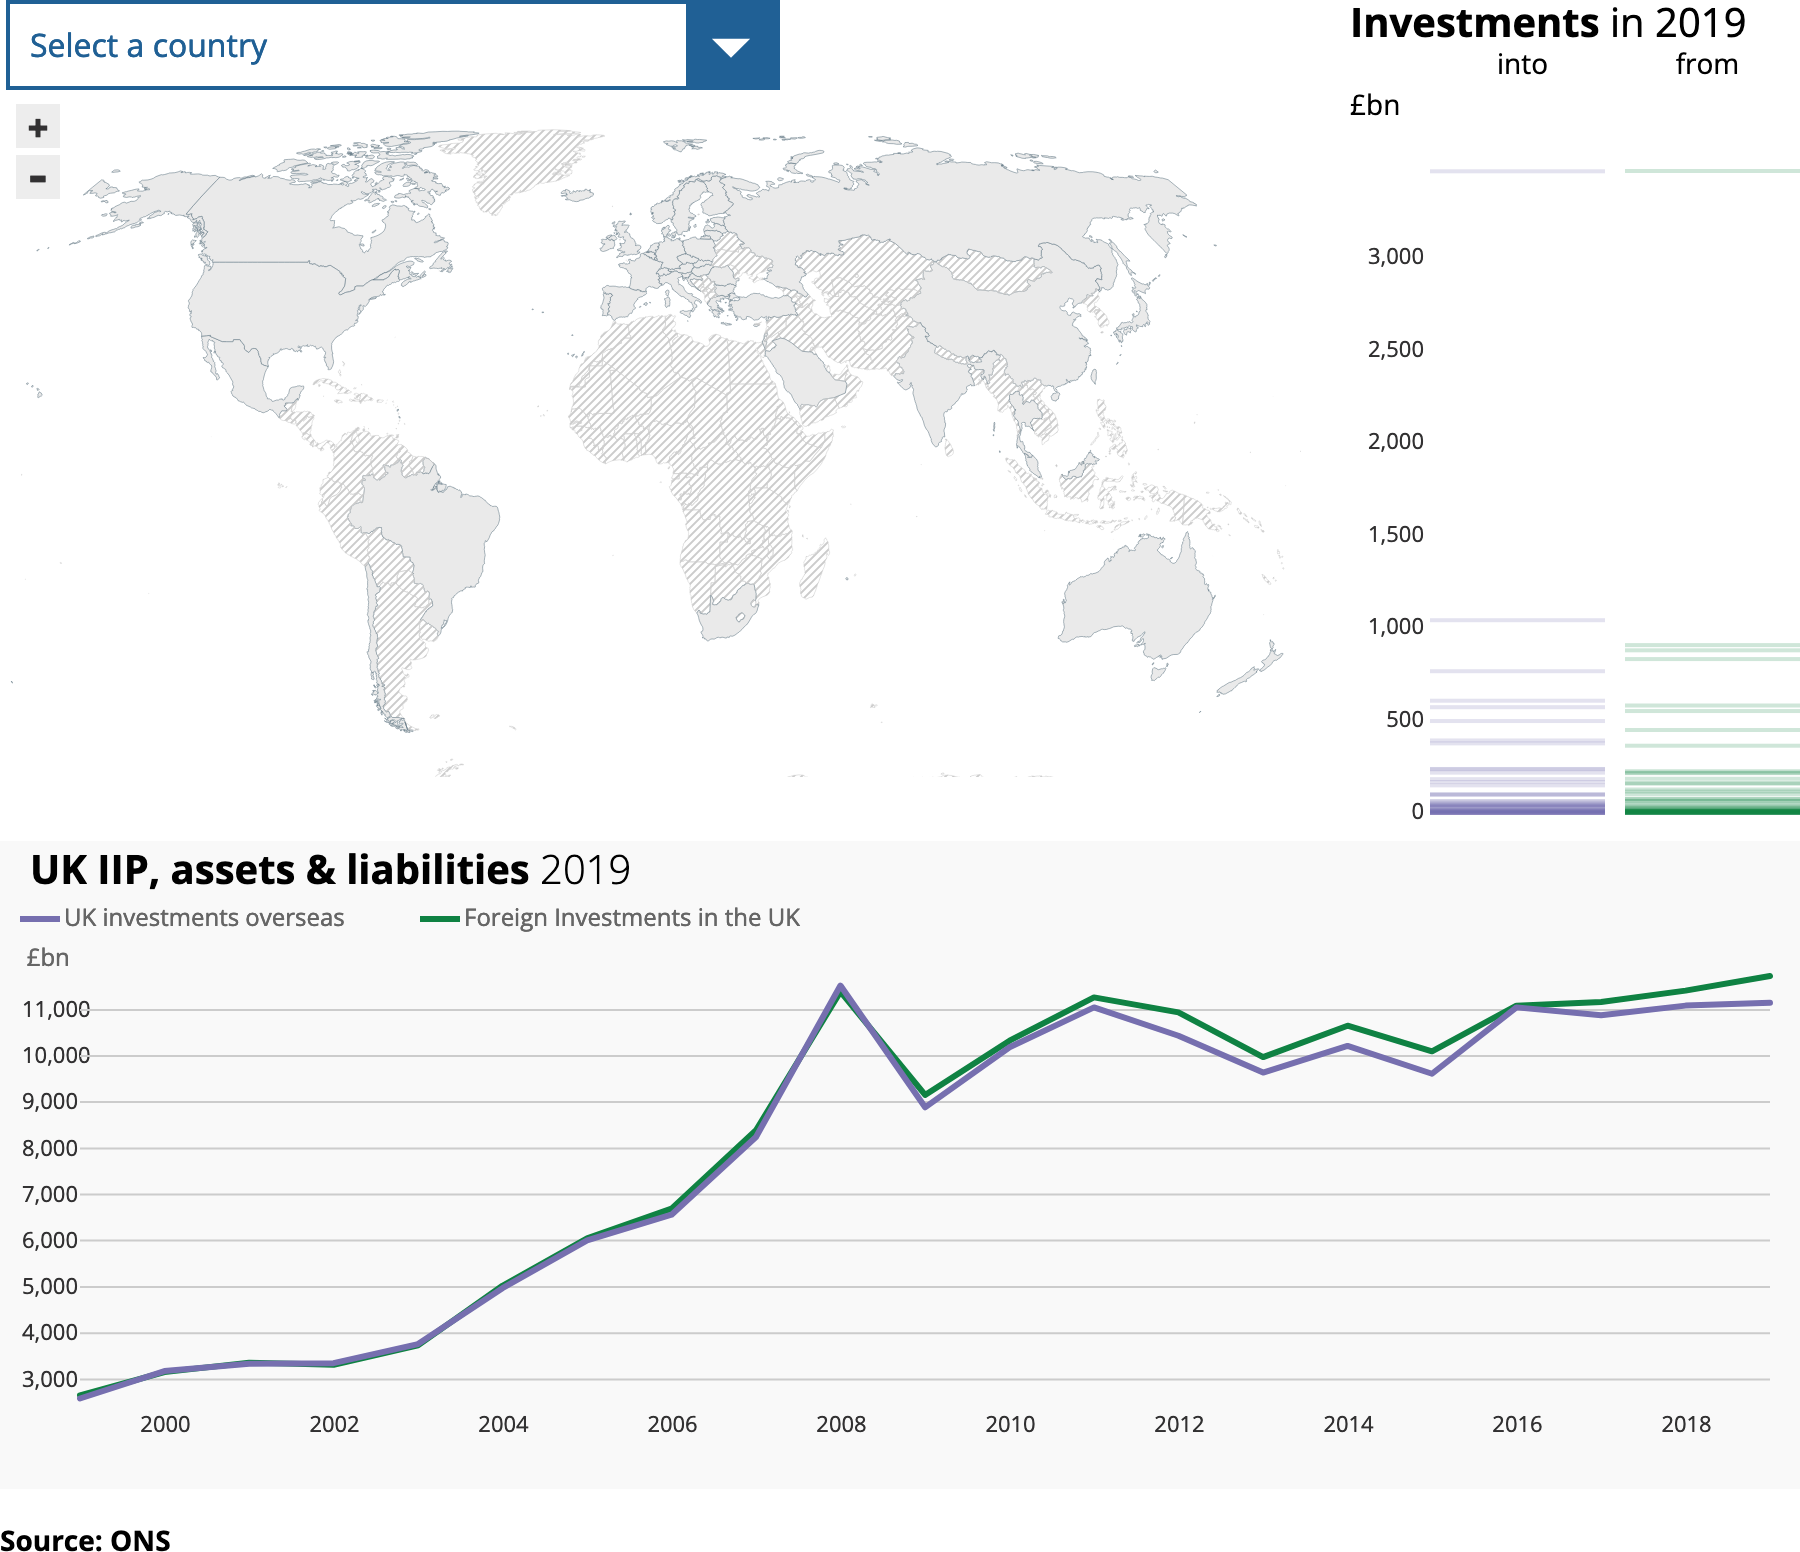 Select a country
+
-
Investments in 2019
into from
£bn
3,000
2,500
2,000
1,500
1,000
500
0
UK IIP, assets & liabilities 2019
UK investments overseas Foreign Investments in the UK
£bn
11,000
10,000
9,000
8,000
7,000
6,000
5,000
4,000
3,000
2000 2002 2004 2006 2008 2010 2012 2014 2016 2018
Source: ONS